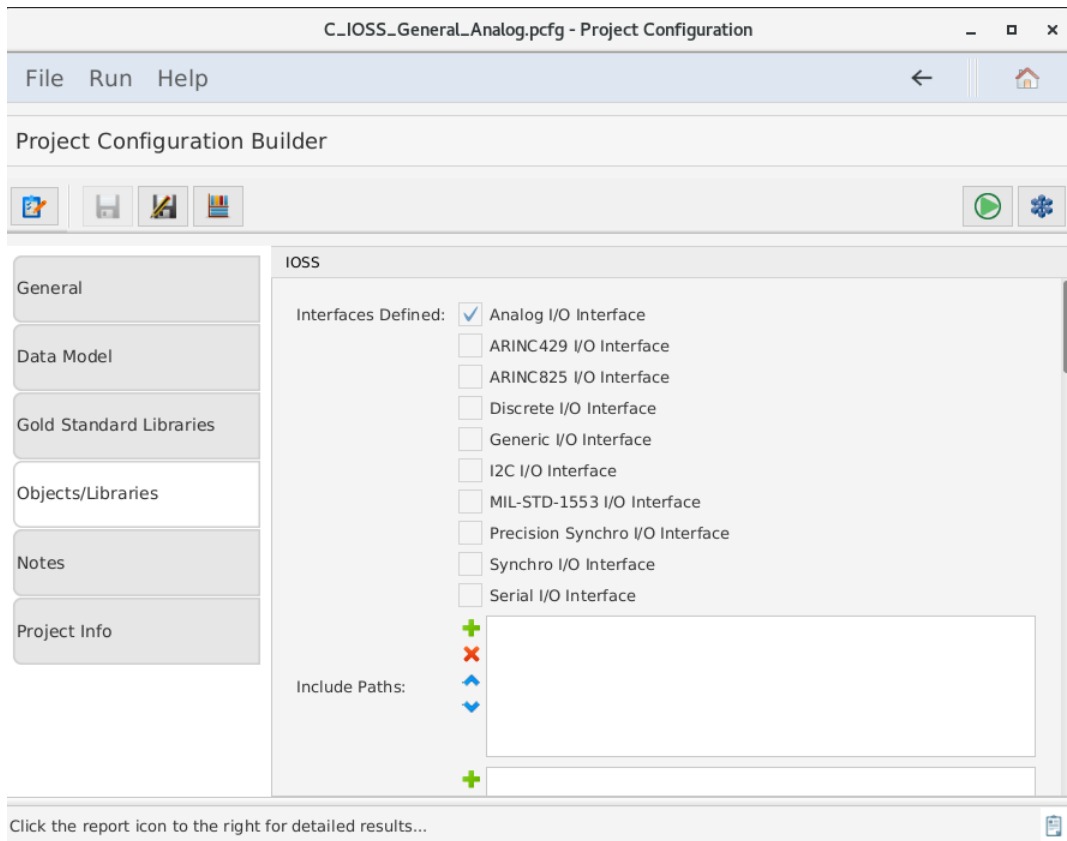 C_IOSS_General_Analog.pcfg - Project Configuration
File Run Help
Project Configuration Builder
General
Data Model
Gold Standard Libraries
Objects/Libraries
Notes
Project Info
IOSS
Interfaces Defined:
Analog I/O Interface
ARINC429 I/O Interface
ARINC825 I/O Interface
Discrete I/O Interface
Generic I/O Interface
I2C I/O Interface
MIL-STD-1553 I/O Interface
Precision Synchro I/O Interface
Synchro I/O Interface
Serial I/O Interface
Include Paths:
Click the report icon to the right for detailed results...